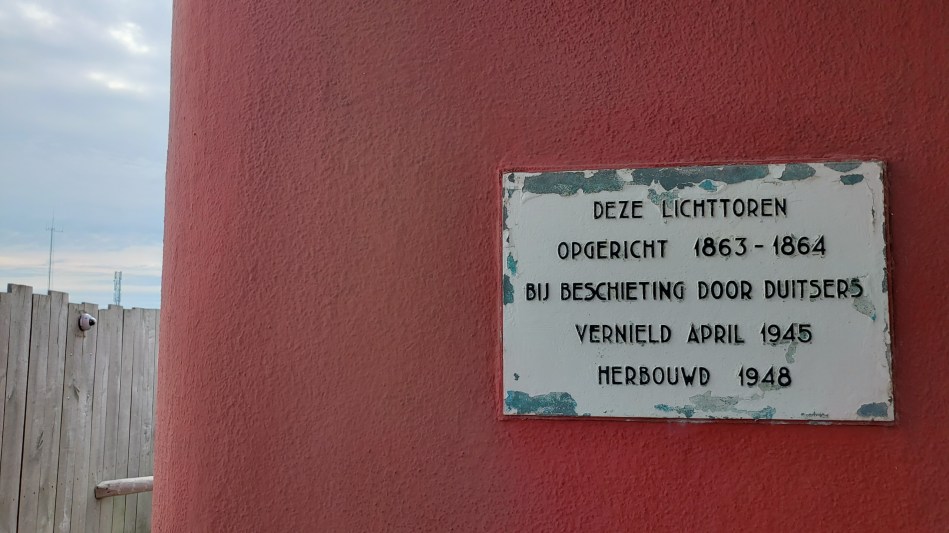 DEZE LICHTTOREN
OPGERICHT 1863-1864
BIJ BESCHIETING DOOR DUITSERS
VERNIELD APRIL 1945
HERBOUWD 1948